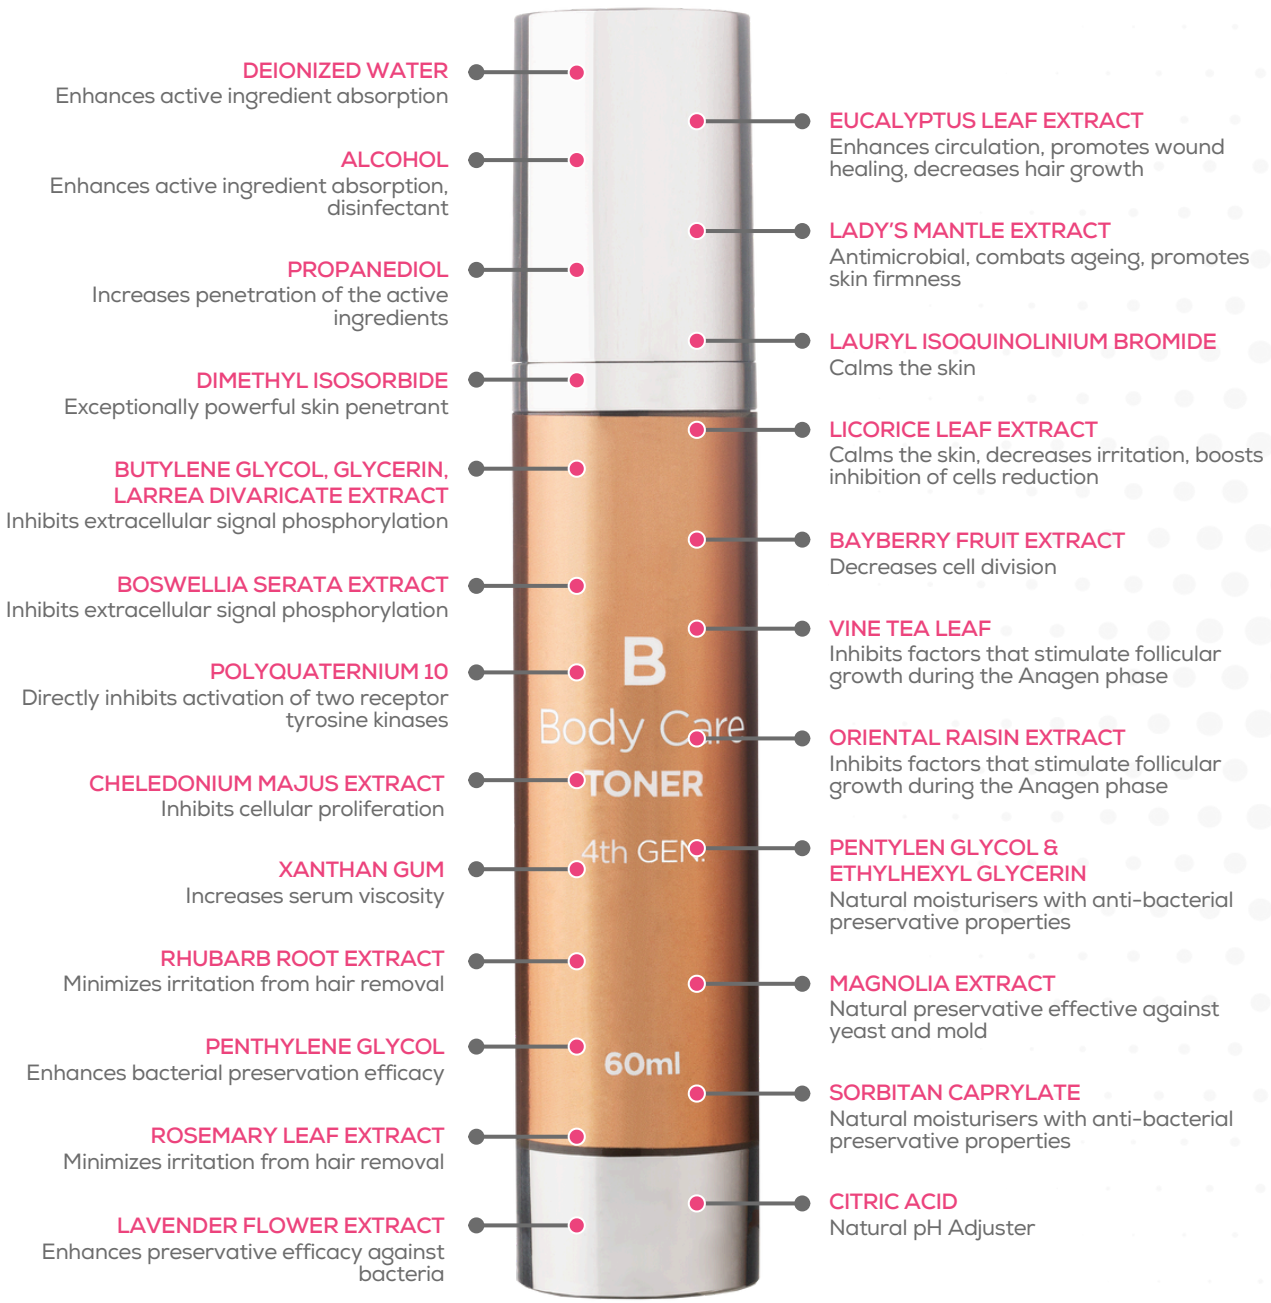 DEIONIZED WATER
Enhances active ingredient absorption
ALCOHOL
Enhances active ingredient absorption,
disinfectant
PROPANEDIOL
Increases penetration of the active
ingredients
DIMETHYL ISOSORBIDE
Exceptionally powerful skin penetrant
BUTYLENE GLYCOL, GLYCERIN,
LARREA DIVARICATE EXTRACT
Inhibits extracellular signal phosphorylation
BOSWELLIA SERATA EXTRACT
Inhibits extracellular signal phosphorylation
POLYQUATERNIUM 10
Directly inhibits activation of two receptor
tyrosine kinases
CHELEDONIUM MAJUS EXTRACT
Inhibits cellular proliferation
XANTHAN GUM
Increases serum viscosity
RHUBARB ROOT EXTRACT
Minimizes irritation from hair removal
PENTHYLENE GLYCOL
Enhances bacterial preservation efficacy
ROSEMARY LEAF EXTRACT
Minimizes irritation from hair removal
LAVENDER FLOWER EXTRACT
Enhances preservative efficacy against
bacteria
B
Body Care
TONER
4th GEN.
60ml
EUCALYPTUS LEAF EXTRACT
Enhances circulation, promotes wound
healing, decreases hair growth
LADY'S MANTLE EXTRACT
Antimicrobial, combats ageing, promotes
skin firmness
LAURYL ISOQUINOLINIUM BROMIDE
Calms the skin
LICORICE LEAF EXTRACT
Calms the skin, decreases irritation, boosts
inhibition of cells reduction
BAYBERRY FRUIT EXTRACT
Decreases cell division
VINE TEA LEAF
Inhibits factors that stimulate follicular
growth during the Anagen phase
ORIENTAL RAISIN EXTRACT
Inhibits factors that stimulate follicular
growth during the Anagen phase
PENTYLEN GLYCOL &
ETHYLHEXYL GLYCERIN
Natural moisturisers with anti-bacterial
preservative properties
MAGNOLIA EXTRACT
Natural preservative effective against
yeast and mold
SORBITAN CAPRYLATE
Natural moisturisers with anti-bacterial
preservative properties
CITRIC ACID
Natural pH Adjuster